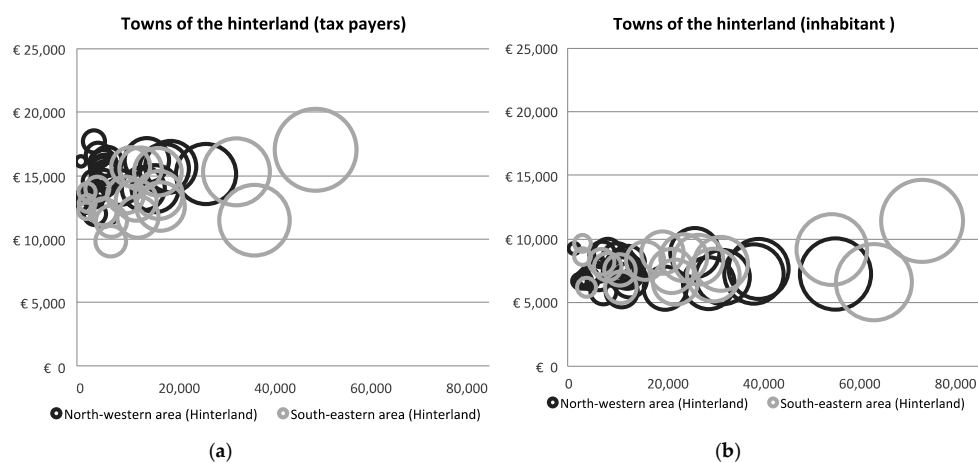 Towns of the hinterland (tax payers)
€ 25,000
€ 20,000
€ 15,000
€ 10,000
€ 5,000
€ 0
0 20,000 40,000 60,000 80,000
North-western area (Hinterland) South-eastern area (Hinterland)
(a)
Towns of the hinterland (inhabitant )
€ 25,000
€ 20,000
€ 15,000
€ 10,000
€ 5,000
€ 0
0 20,000 40,000 60,000 80,000
North-western area (Hinterland) South-eastern area (Hinterland)
(b)